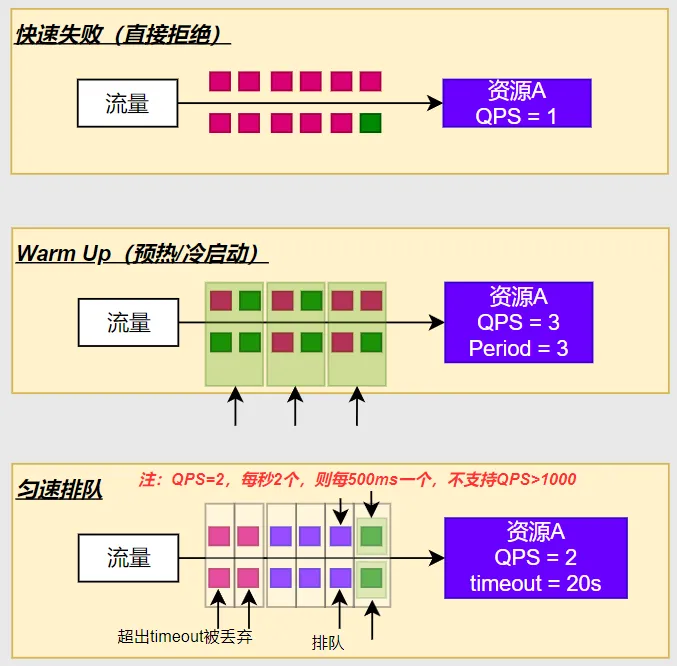 快速失败（直接拒绝）
流量
资源A
QPS = 1
Warm Up（预热/冷启动）
流量
资源A
QPS = 3
Period = 3
匀速排队
注：QPS=2，每秒2个，则每500ms一个，不支持QPS>1000
流量
资源A
QPS = 2
timeout = 20s
超出timeout被丢弃
排队